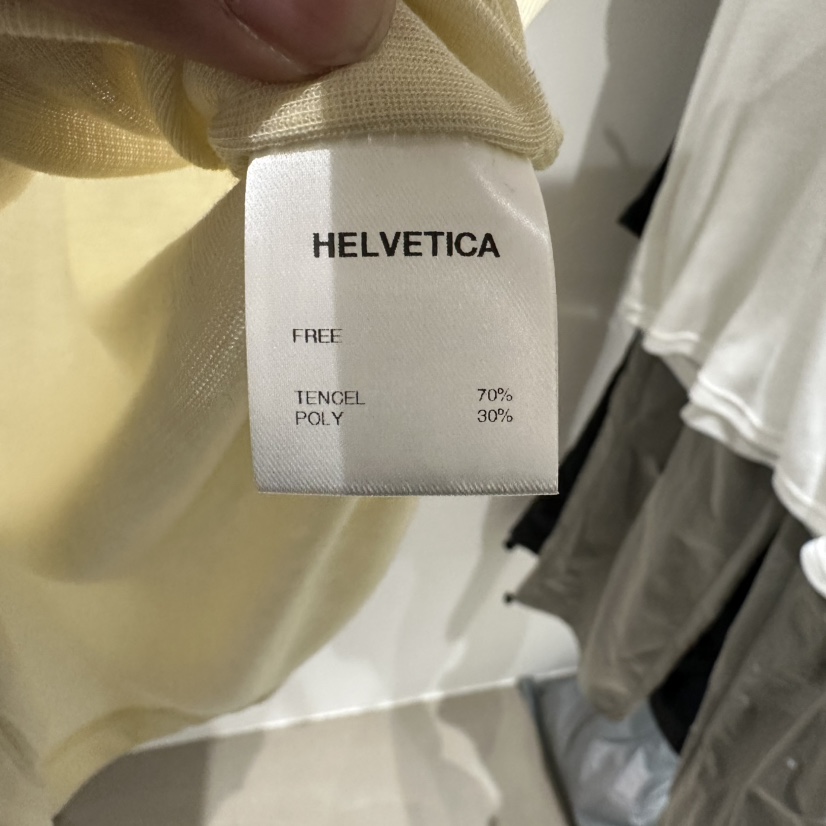 HELVETICA
FREE
TENCEL 70%
POLY 30%